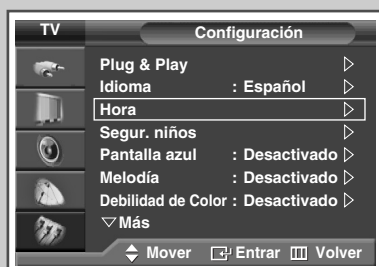 TV Configuración
Plug & Play
Idioma : Español
Hora
Segur. niños
Pantalla azul : Desactivado
Melodía : Desactivado
Debilidad de Color : Desactivado
Más
Mover Entrar Volver